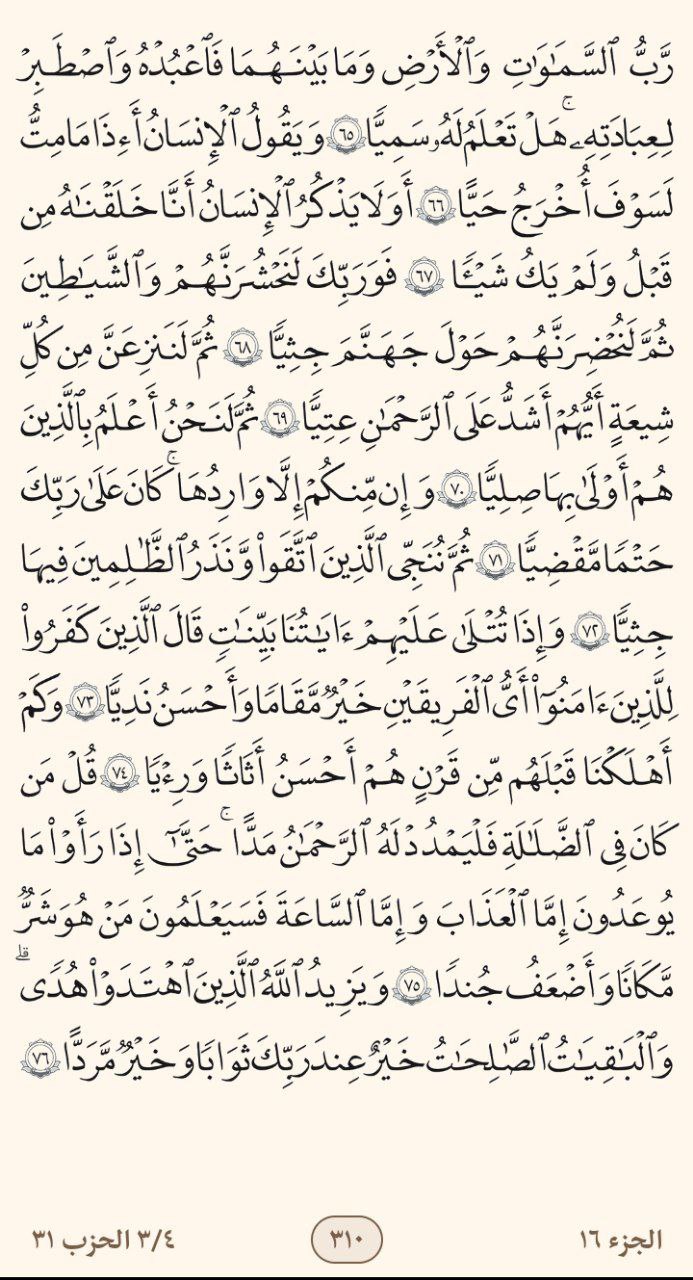 رَّبُّ ٱلسَّمَـٰوَٰتِ وَٱلْأَرْضِ وَمَا بَيْنَهُمَا فَٱعْبُدْهُ وَٱصْطَبِرْ
لِعِبَـٰدَتِهِۦ ۚ هَلْ تَعْلَمُ لَهُۥ سَمِيًّا ٦٥ وَيَقُولُ ٱلْإِنسَـٰنُ أَءِذَا مَا مِتُّ
لَسَوْفَ أُخْرَجُ حَيًّا ٦٦ أَوَلَا يَذْكُرُ ٱلْإِنسَـٰنُ أَنَّا خَلَقْنَـٰهُ مِن
قَبْلُ وَلَمْ يَكُ شَيْـًٔا ٦٧ فَوَرَبِّكَ لَنَحْشُرَنَّهُمْ وَٱلشَّيَـٰطِينَ
ثُمَّ لَنُحْضِرَنَّهُمْ حَوْلَ جَهَنَّمَ جِثِيًّا ٦٨ ثُمَّ لَنَنزِعَنَّ مِن كُلِّ
شِيعَةٍ أَيُّهُمْ أَشَدُّ عَلَى ٱلرَّحْمَـٰنِ عِتِيًّا ٦٩ ثُمَّ لَنَحْنُ أَعْلَمُ بِٱلَّذِينَ
هُمْ أَوْلَىٰ بِهَا صِلِيًّا ٧٠ وَإِن مِّنكُمْ إِلَّا وَارِدُهَا ۚ كَانَ عَلَىٰ رَبِّكَ
حَتْمًا مَّقْضِيًّا ٧١ ثُمَّ نُنَجِّى ٱلَّذِينَ ٱتَّقَوا۟ وَّنَذَرُ ٱلظَّـٰلِمِينَ فِيهَا
جِثِيًّا ٧٢ وَإِذَا تُتْلَىٰ عَلَيْهِمْ ءَايَـٰتُنَا بَيِّنَـٰتٍ قَالَ ٱلَّذِينَ كَفَرُوا۟
لِلَّذِينَ ءَامَنُوٓا۟ أَىُّ ٱلْفَرِيقَيْنِ خَيْرٌ مَّقَامًا وَأَحْسَنُ نَدِيًّا ٧٣ وَكَمْ
أَهْلَكْنَا قَبْلَهُم مِّن قَرْنٍ هُمْ أَحْسَنُ أَثَـٰثًا وَرِءْيًا ٧٤ قُلْ مَن
كَانَ فِى ٱلضَّلَـٰلَةِ فَلْيَمْدُدْ لَهُ ٱلرَّحْمَـٰنُ مَدًّا ۚ حَتَّىٰٓ إِذَا رَأَوْا۟ مَا
يُوعَدُونَ إِمَّا ٱلْعَذَابَ وَإِمَّا ٱلسَّاعَةَ فَسَيَعْلَمُونَ مَنْ هُوَ شَرٌّ
مَّكَانًا وَأَضْعَفُ جُندًا ٧٥ وَيَزِيدُ ٱللَّهُ ٱلَّذِينَ ٱهْتَدَوْا۟ هُدًى ۗ
وَٱلْبَـٰقِيَـٰتُ ٱلصَّـٰلِحَـٰتُ خَيْرٌ عِندَ رَبِّكَ ثَوَابًا وَخَيْرٌ مَّرَدًّا ٧٦
الجزء ١٦ ٣١٠ ٣/٤ الحزب ٣١